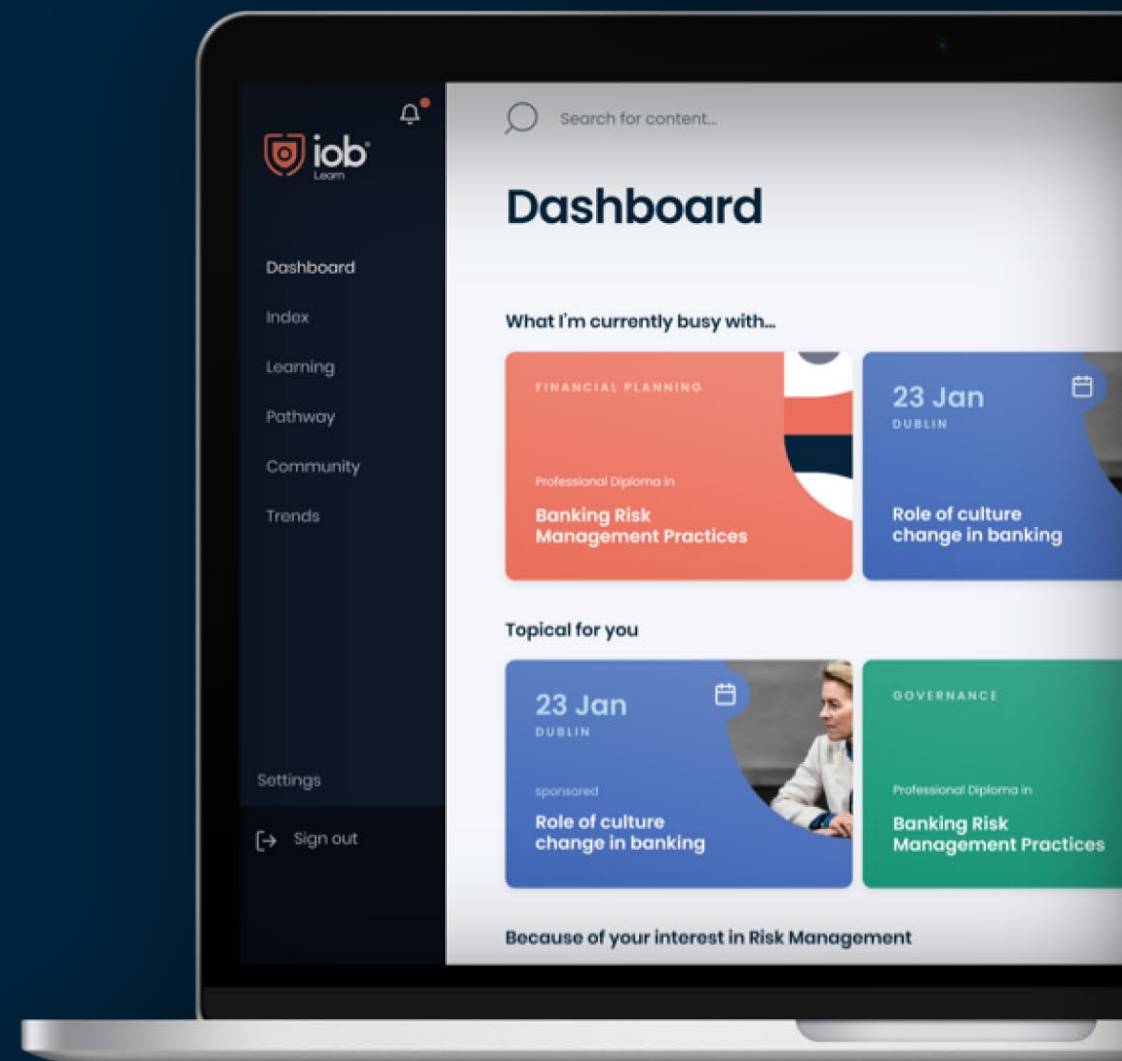 iob
Learn
Dashboard
Index
Learning
Pathway
Community
Trends
Settings
Sign out
Search for content...
Dashboard
What I'm currently busy with...
FINANCIAL PLANNING
Professional Diploma in
Banking Risk
Management Practices
23 Jan
DUBLIN
Role of culture
change in banking
Topical for you
23 Jan
DUBLIN
sponsored
Role of culture
change in banking
GOVERNANCE
Professional Diploma in
Banking Risk
Management Practices
Because of your interest in Risk Management